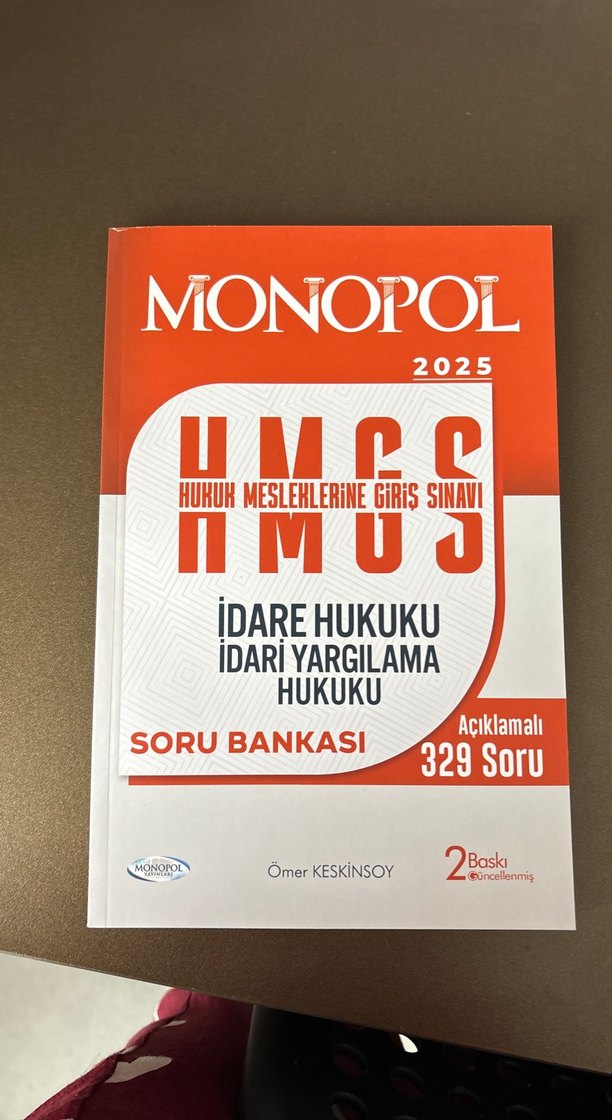 MONOPOL
2025
HMGS
HUKUK MESLEKLERİNE GİRİŞ SINAVI
İDARE HUKUKU
İDARİ YARGILAMA
HUKUKU
SORU BANKASI
Açıklamalı
329 Soru
MONOPOL
YAYINLARI
Ömer KESKİNSOY
2 Baskı
Güncellenmiş